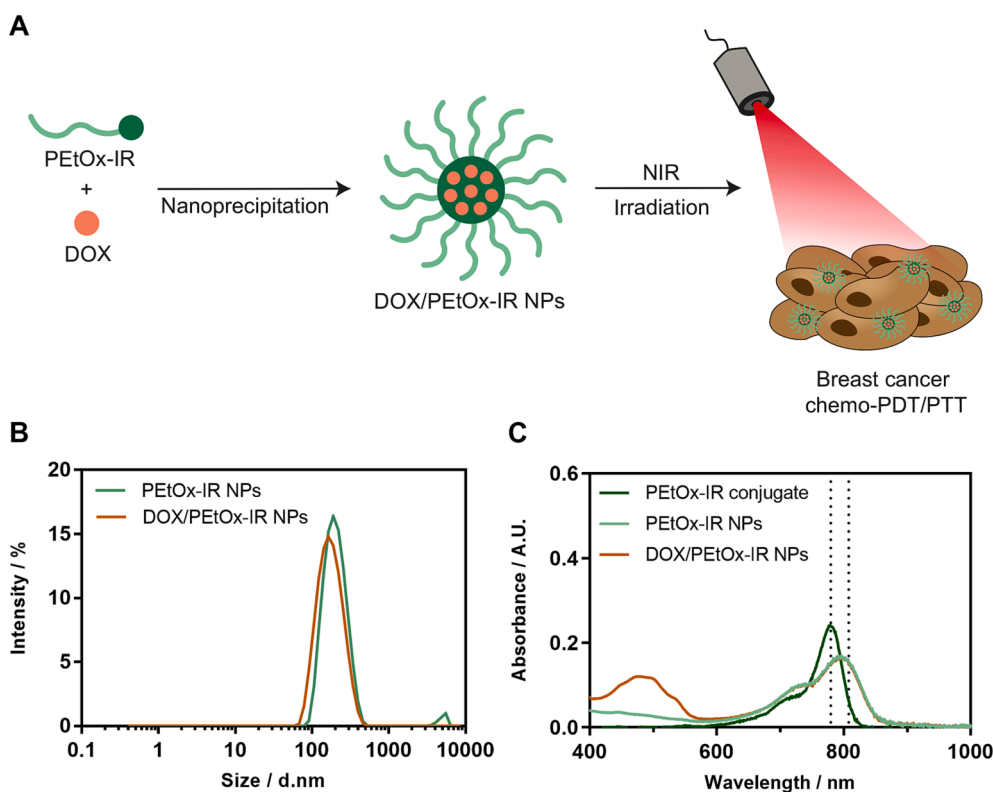 A
PEtOx-IR
+
DOX
Nanoprecipitation
DOX/PEtOx-IR NPs
NIR
Irradiation
Breast cancer
chemo-PDT/PTT
B
20
15
10
5
0
Intensity / %
PEtOx-IR NPs
DOX/PEtOx-IR NPs
0.1 1 10 100 1000 10000
Size / d.nm
C
0.6
0.4
0.2
0.0
Absorbance / A.U.
PEtOx-IR conjugate
PEtOx-IR NPs
DOX/PEtOx-IR NPs
400 600 800 1000
Wavelength / nm